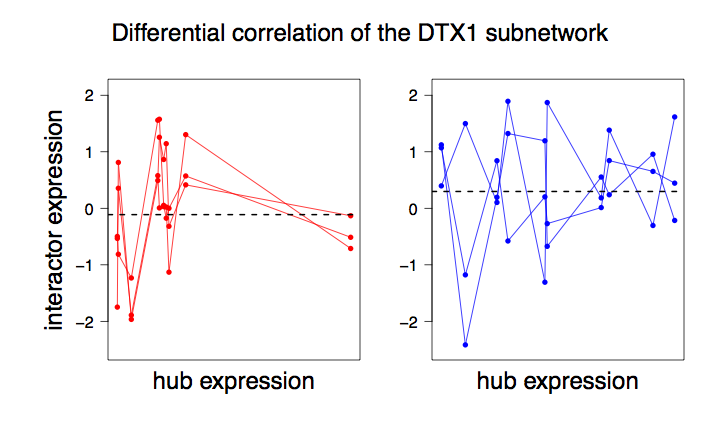 Differential correlation of the DTX1 subnetwork
interactor expression
2
1
0
−1
−2
hub expression
2
1
0
−1
−2
hub expression